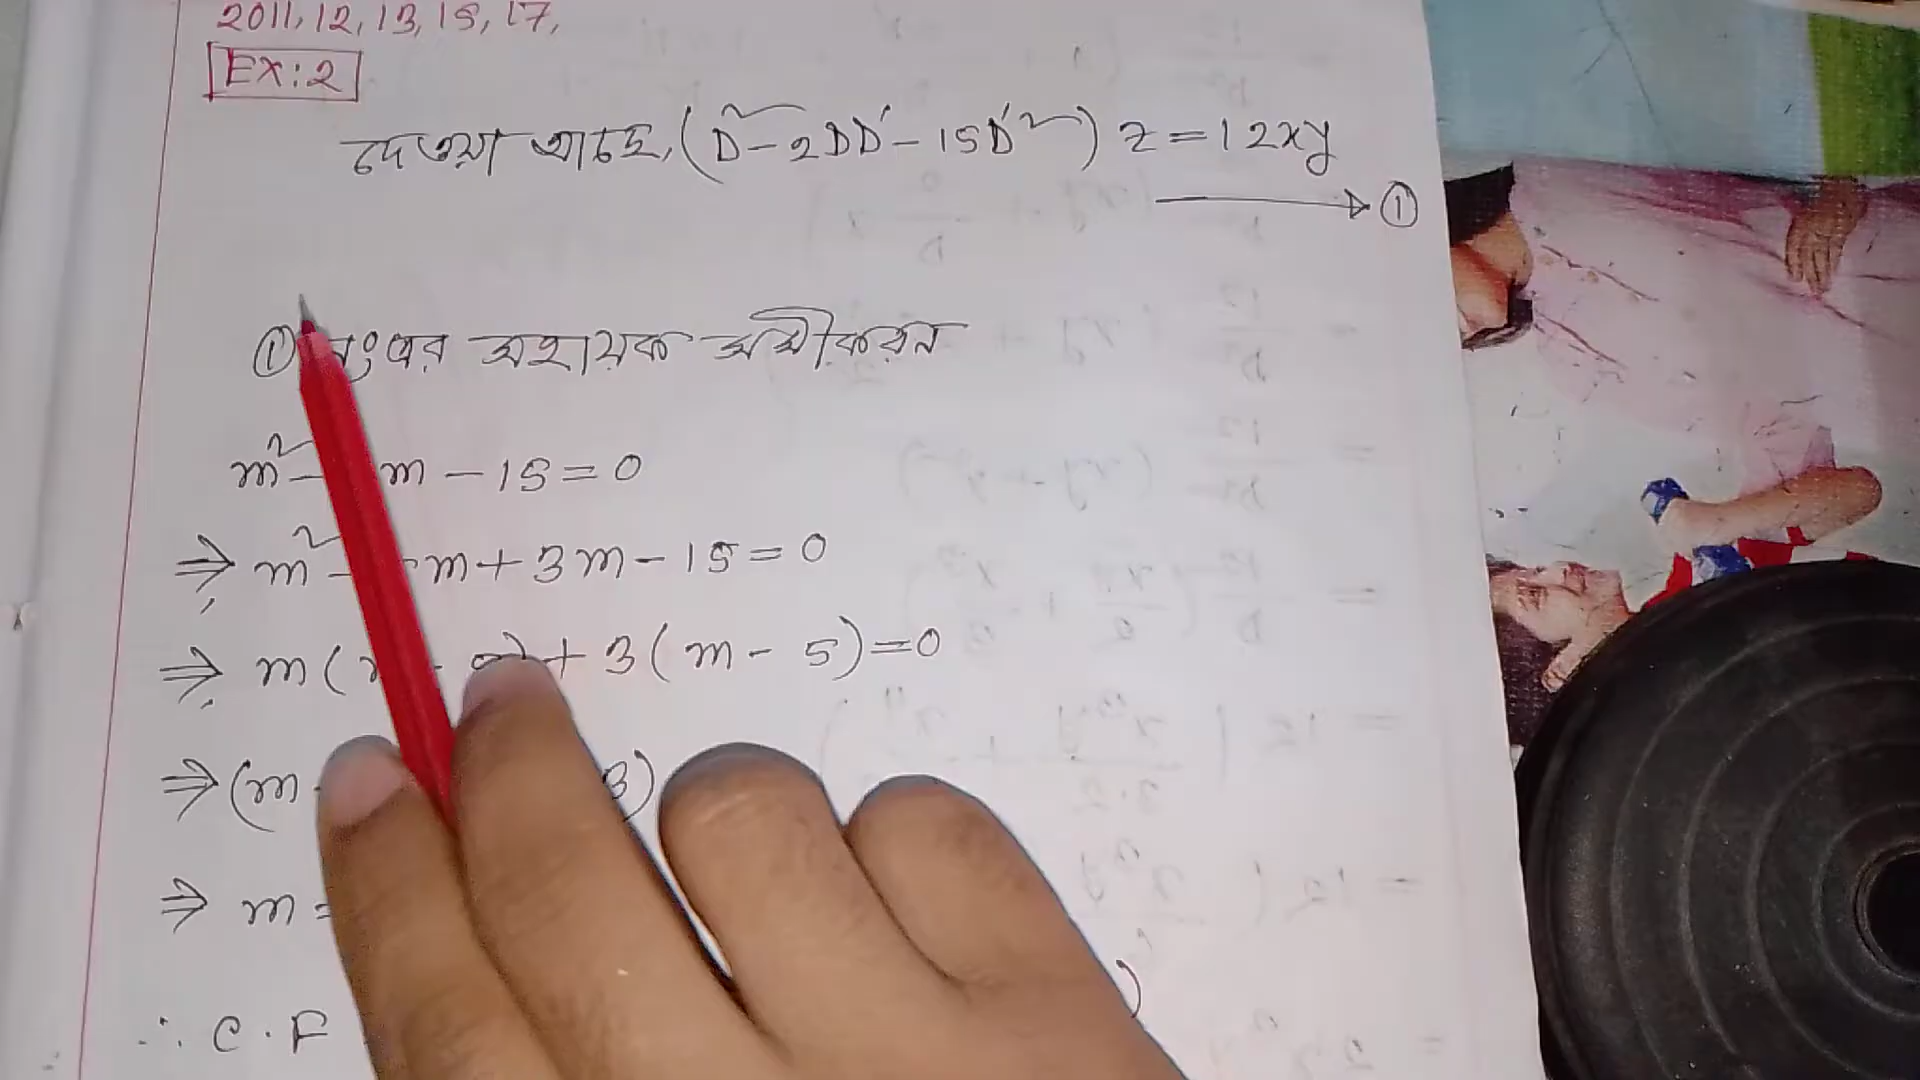 2011, 12, 13, 15, 17,
EX: 2
দেওয়া আছে, (D² - 2DD′ - 15D′²) z = 12xy
→ ①
① নংএর সহায়ক সমীকরন
m² - m - 15 = 0
⇒ m² - m + 3m - 15 = 0
⇒ m ( + 3 ( m - 5 ) = 0
⇒ (m 3)
⇒ m =
∴ C.F